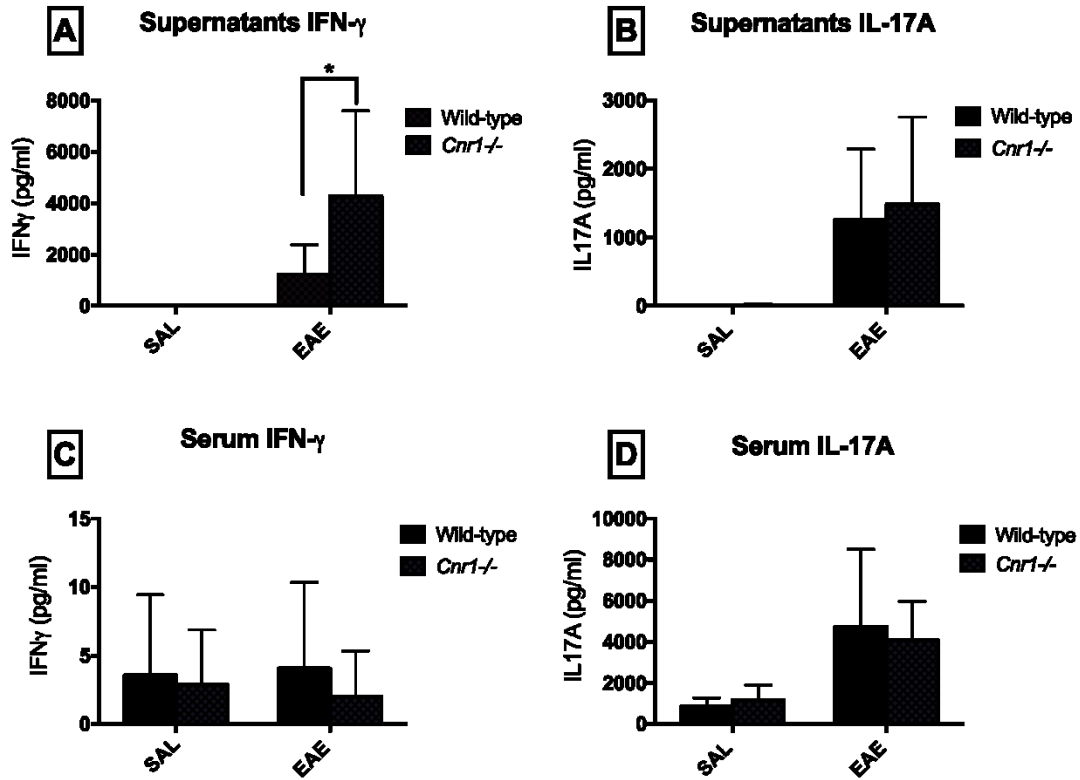 A
Supernatants IFN-γ
8000
6000
4000
2000
0
IFNγ (pg/ml)
*
Wild-type
Cnr1-/-
SAL
EAE
B
Supernatants IL-17A
3000
2000
1000
0
IL17A (pg/ml)
Wild-type
Cnr1-/-
SAL
EAE
C
Serum IFN-γ
15
10
5
0
IFNγ (pg/ml)
Wild-type
Cnr1-/-
SAL
EAE
D
Serum IL-17A
10000
8000
6000
4000
2000
0
IL17A (pg/ml)
Wild-type
Cnr1-/-
SAL
EAE